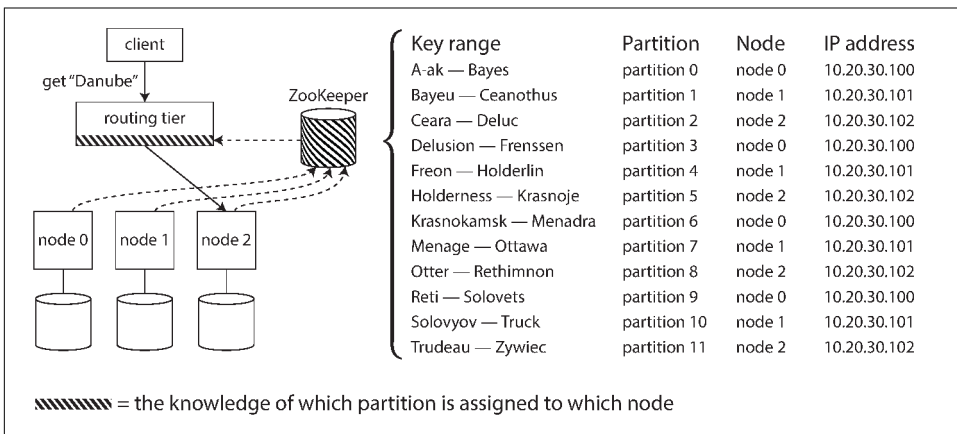 client
get "Danube"
routing tier
ZooKeeper
node 0
node 1
node 2
Key range Partition Node IP address
A-ak — Bayes partition 0 node 0 10.20.30.100
Bayeu — Ceanothus partition 1 node 1 10.20.30.101
Ceara — Deluc partition 2 node 2 10.20.30.102
Delusion — Frenssen partition 3 node 0 10.20.30.100
Freon — Holderlin partition 4 node 1 10.20.30.101
Holderness — Krasnoje partition 5 node 2 10.20.30.102
Krasnokamsk — Menadra partition 6 node 0 10.20.30.100
Menage — Ottawa partition 7 node 1 10.20.30.101
Otter — Rethimnon partition 8 node 2 10.20.30.102
Reti — Solovets partition 9 node 0 10.20.30.100
Solovyov — Truck partition 10 node 1 10.20.30.101
Trudeau — Zywiec partition 11 node 2 10.20.30.102
= the knowledge of which partition is assigned to which node